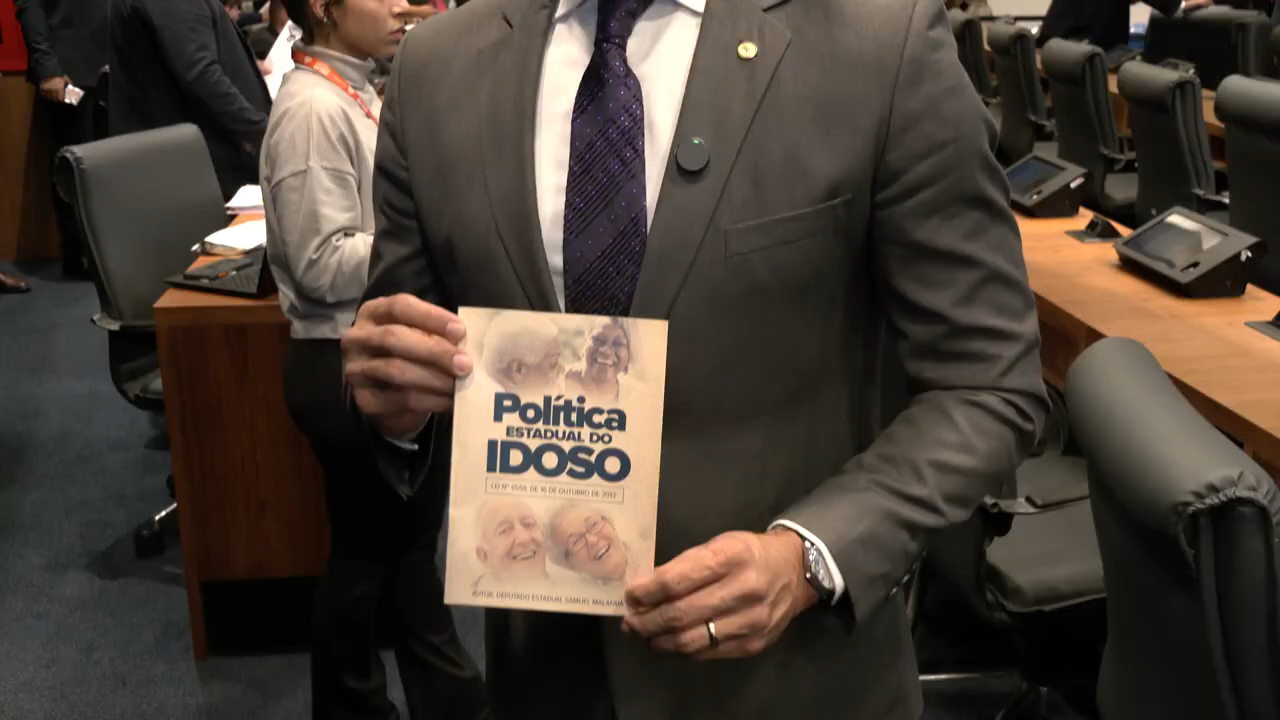 Política
ESTADUAL DO
IDOSO
LEI Nº 6559, DE 16 DE OUTUBRO DE 2013
AUTOR: DEPUTADO ESTADUAL SAMUEL MALAFAIA